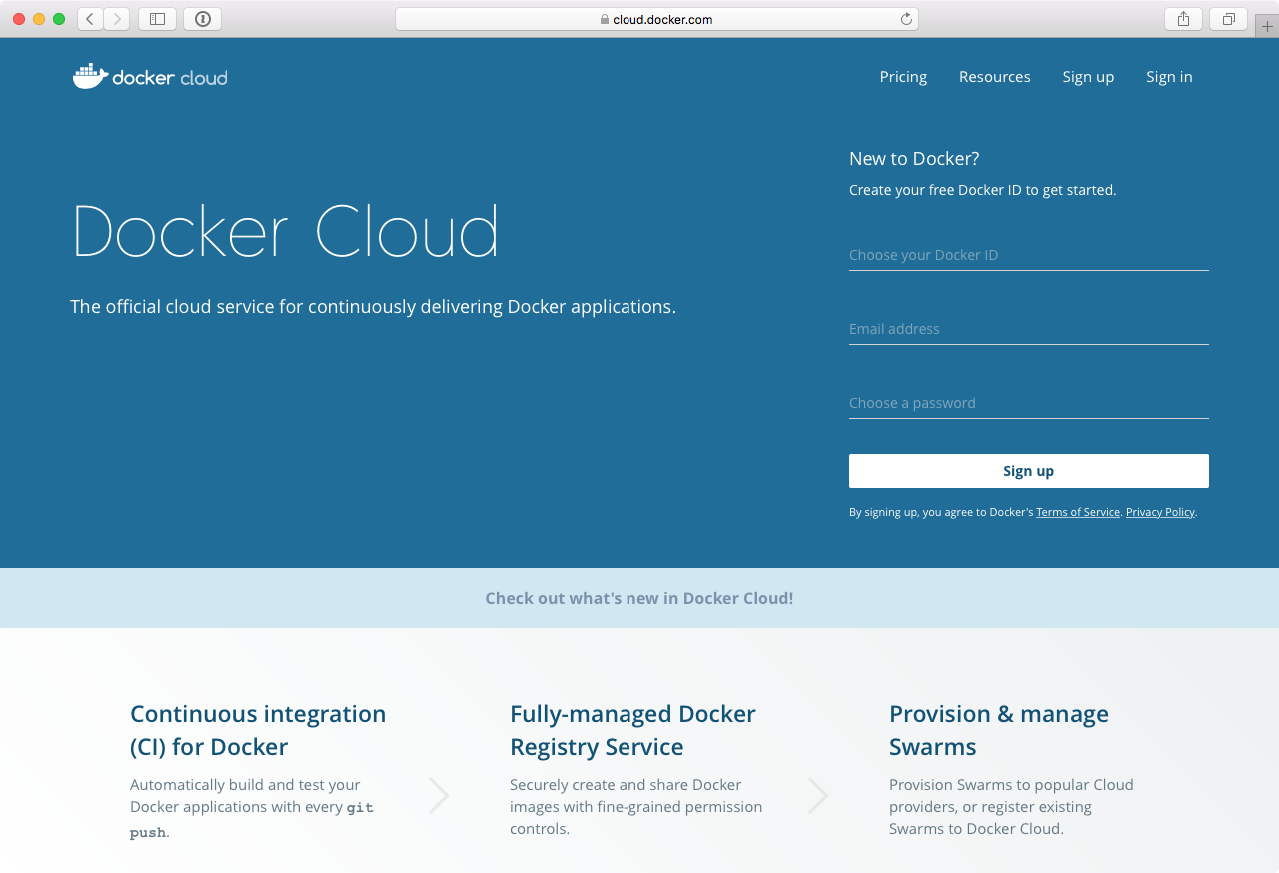 cloud.docker.com
docker cloud
Pricing Resources Sign up Sign in
New to Docker?
Create your free Docker ID to get started.
Docker Cloud
The official cloud service for continuously delivering Docker applications.
Choose your Docker ID
Email address
Choose a password
Sign up
By signing up, you agree to Docker's Terms of Service. Privacy Policy.
Check out what's new in Docker Cloud!
Continuous integration
(CI) for Docker
Automatically build and test your
Docker applications with every git
push.
Fully-managed Docker
Registry Service
Securely create and share Docker
images with fine-grained permission
controls.
Provision & manage
Swarms
Provision Swarms to popular Cloud
providers, or register existing
Swarms to Docker Cloud.